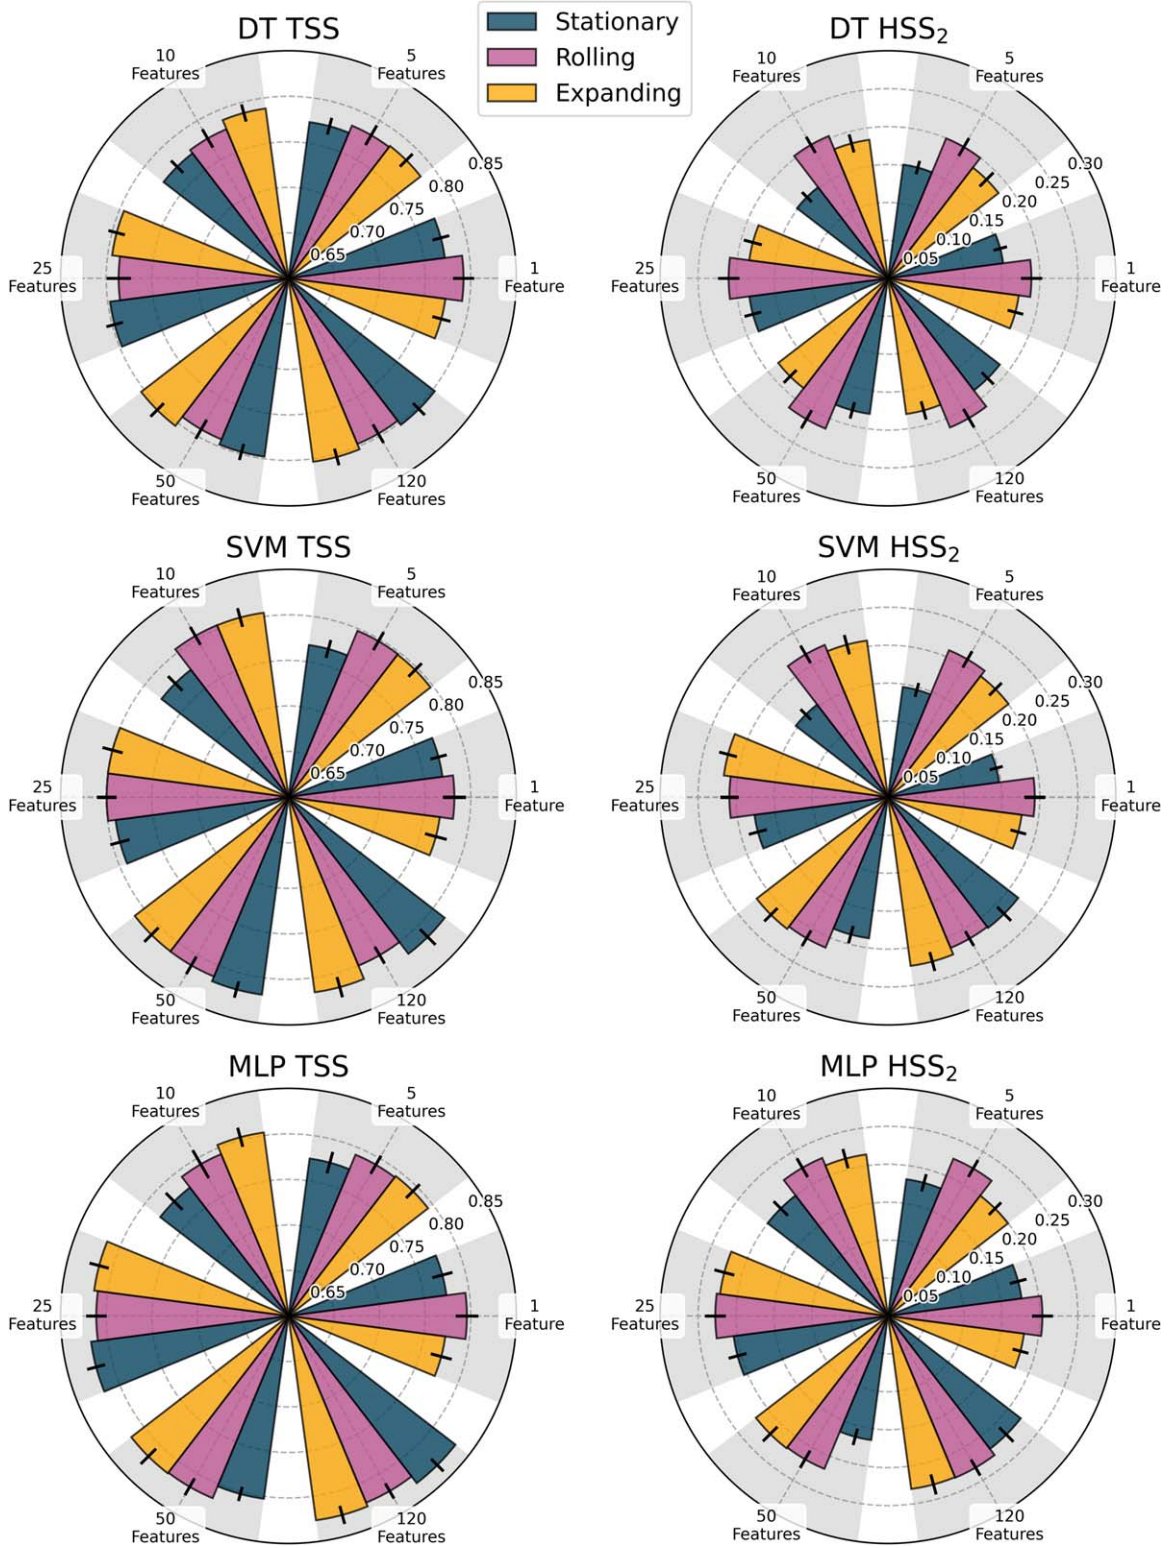 DT TSS
Stationary
Rolling
Expanding
DT HSS₂
10
Features
5
Features
0.85
0.80
0.75
0.70
0.65
25
Features
1
Feature
50
Features
120
Features
10
Features
5
Features
0.30
0.25
0.20
0.15
0.10
0.05
25
Features
1
Feature
50
Features
120
Features
SVM TSS
10
Features
5
Features
0.85
0.80
0.75
0.70
0.65
25
Features
1
Feature
50
Features
120
Features
SVM HSS₂
10
Features
5
Features
0.30
0.25
0.20
0.15
0.10
0.05
25
Features
1
Feature
50
Features
120
Features
MLP TSS
10
Features
5
Features
0.85
0.80
0.75
0.70
0.65
25
Features
1
Feature
50
Features
120
Features
MLP HSS₂
10
Features
5
Features
0.30
0.25
0.20
0.15
0.10
0.05
25
Features
1
Feature
50
Features
120
Features